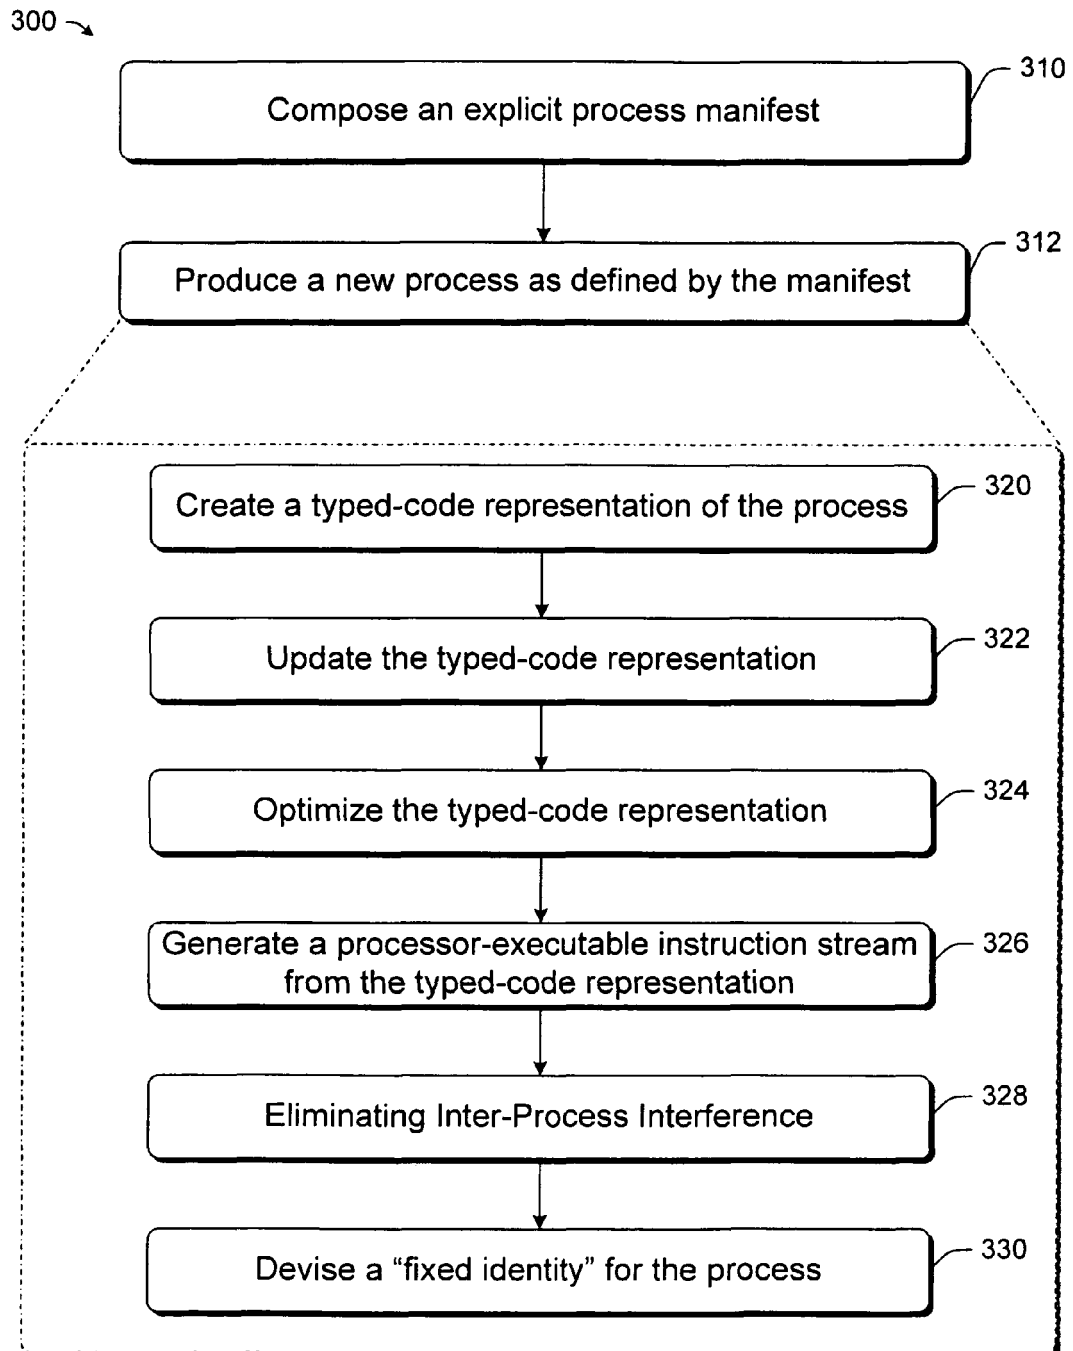 300
310
Compose an explicit process manifest
312
Produce a new process as defined by the manifest
320
Create a typed-code representation of the process
322
Update the typed-code representation
324
Optimize the typed-code representation
326
Generate a processor-executable instruction stream
from the typed-code representation
328
Eliminating Inter-Process Interference
330
Devise a “fixed identity” for the process